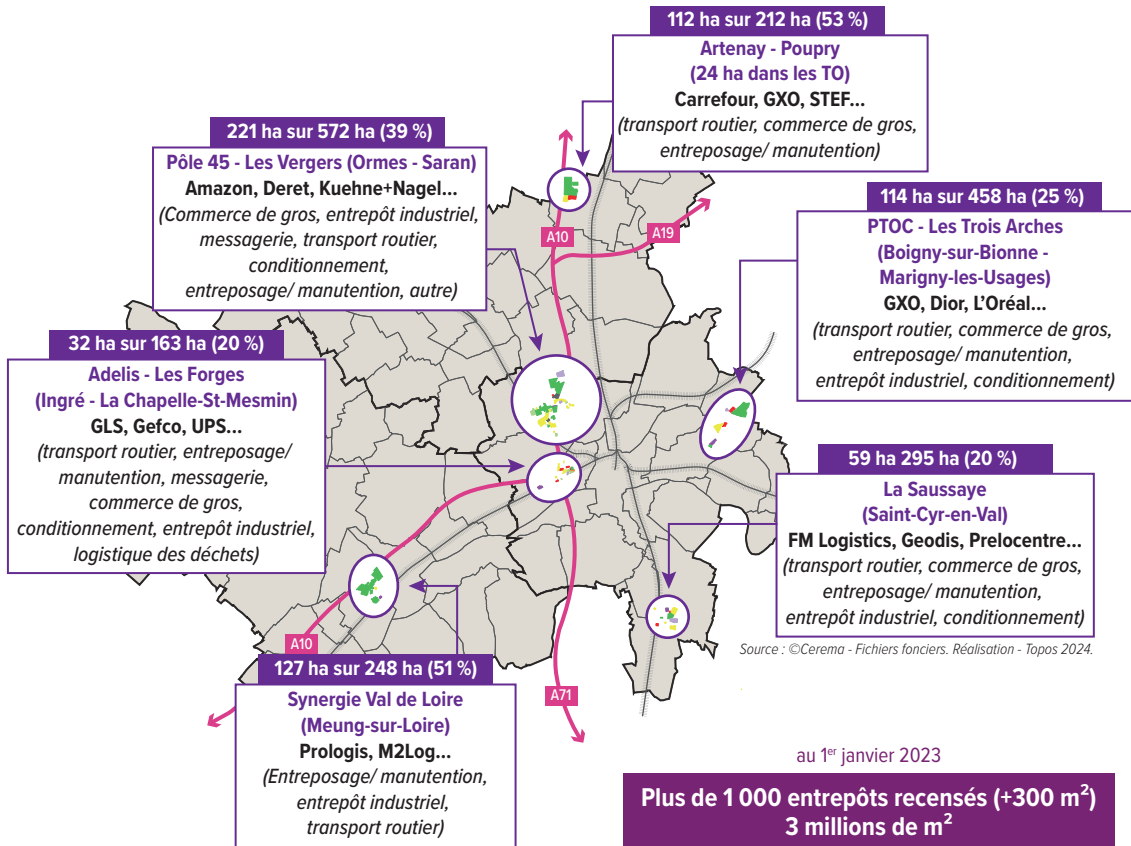 112 ha sur 212 ha (53 %)
Artenay - Poupry
(24 ha dans les TO)
Carrefour, GXO, STEF...
(transport routier, commerce de gros,
entreposage/ manutention)
221 ha sur 572 ha (39 %)
Pôle 45 - Les Vergers (Ormes - Saran)
Amazon, Deret, Kuehne+Nagel...
(Commerce de gros, entrepôt industriel,
messagerie, transport routier,
conditionnement,
entreposage/ manutention, autre)
114 ha sur 458 ha (25 %)
PTOC - Les Trois Arches
(Boigny-sur-Bionne -
Marigny-les-Usages)
GXO, Dior, L'Oréal...
(transport routier, commerce de gros,
entreposage/ manutention,
entrepôt industriel, conditionnement)
A10
A19
32 ha sur 163 ha (20 %)
Adelis - Les Forges
(Ingré - La Chapelle-St-Mesmin)
GLS, Gefco, UPS...
(transport routier, entreposage/
manutention, messagerie,
commerce de gros,
conditionnement, entrepôt industriel,
logistique des déchets)
59 ha 295 ha (20 %)
La Saussaye
(Saint-Cyr-en-Val)
FM Logistics, Geodis, Prelocentre...
(transport routier, commerce de gros,
entreposage/ manutention,
entrepôt industriel, conditionnement)
Source : ©Cerema - Fichiers fonciers. Réalisation - Topos 2024.
A10
A71
127 ha sur 248 ha (51 %)
Synergie Val de Loire
(Meung-sur-Loire)
Prologis, M2Log...
(Entreposage/ manutention,
entrepôt industriel,
transport routier)
au 1er janvier 2023
Plus de 1 000 entrepôts recensés (+300 m²)
3 millions de m²